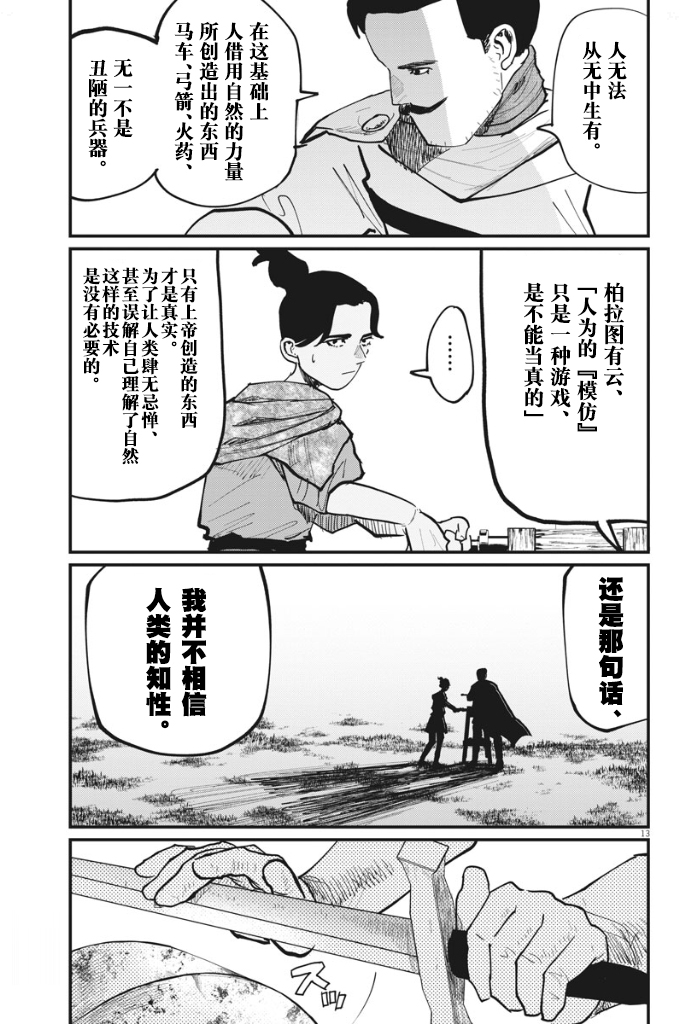 人无法
从无中生有。
在这基础上
人借用自然的力量
所创造出的东西
马车、弓箭、火药、
无一不是
丑陋的兵器。
柏拉图有云、
「人为的『模仿』
只是一种游戏、
是不能当真的」
……
只有上帝创造的东西
才是真实。
为了让人类肆无忌惮、
甚至误解自己理解了自然
这样的技术
是没有必要的。
还是那句话、
我并不相信
人类的知性。
13
ズッ